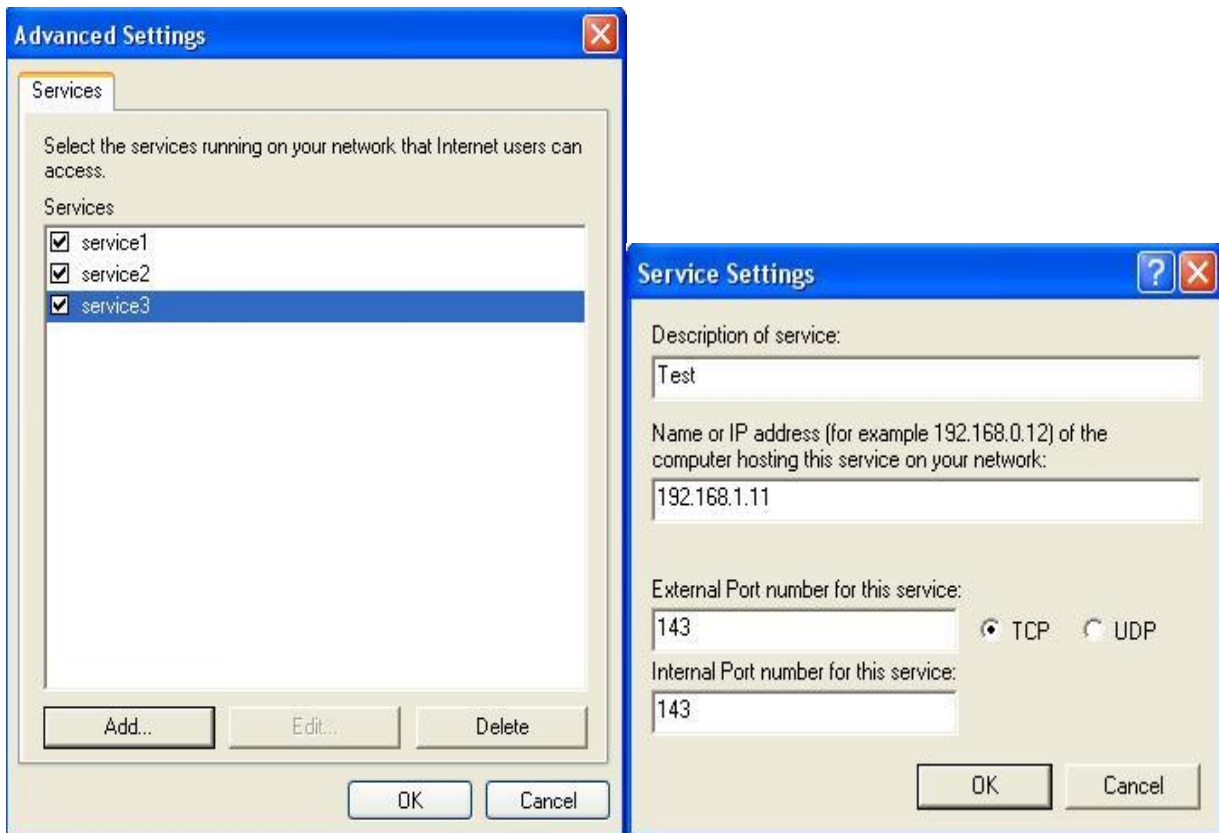 Advanced Settings
Services
Select the services running on your network that Internet users can
access.
Services
service1
service2
service3
Add...
Edit...
Delete
OK
Cancel
Service Settings
Description of service:
Test
Name or IP address (for example 192.168.0.12) of the
computer hosting this service on your network:
192.168.1.11
External Port number for this service:
143
TCP
UDP
Internal Port number for this service:
143
OK
Cancel